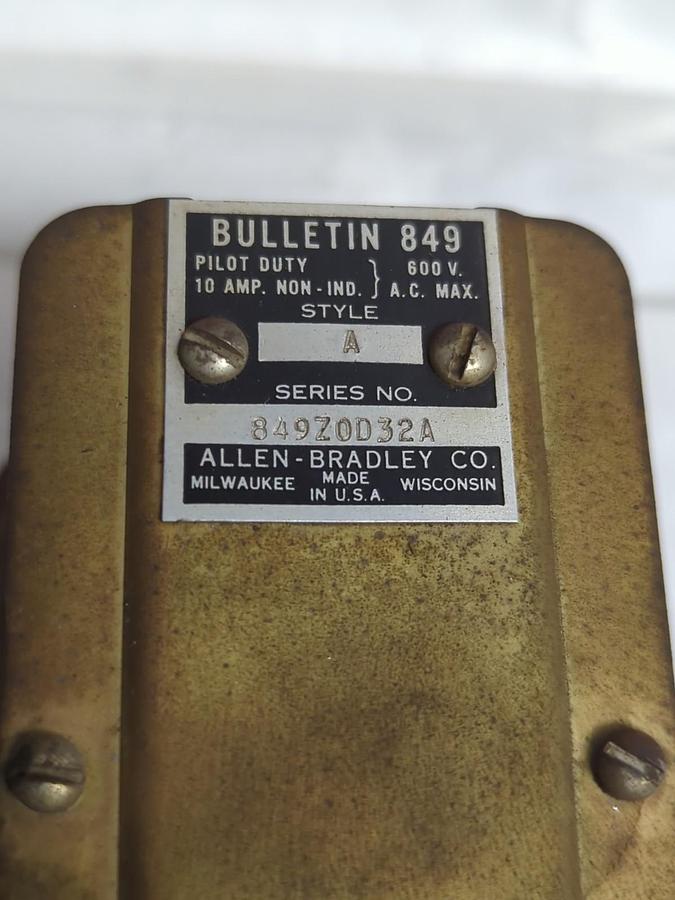 BULLETIN 849
PILOT DUTY } 600 V.
10 AMP. NON-IND. } A.C. MAX.
STYLE
A
SERIES NO.
849Z0D32A
ALLEN-BRADLEY CO.
MILWAUKEE MADE IN U.S.A. WISCONSIN